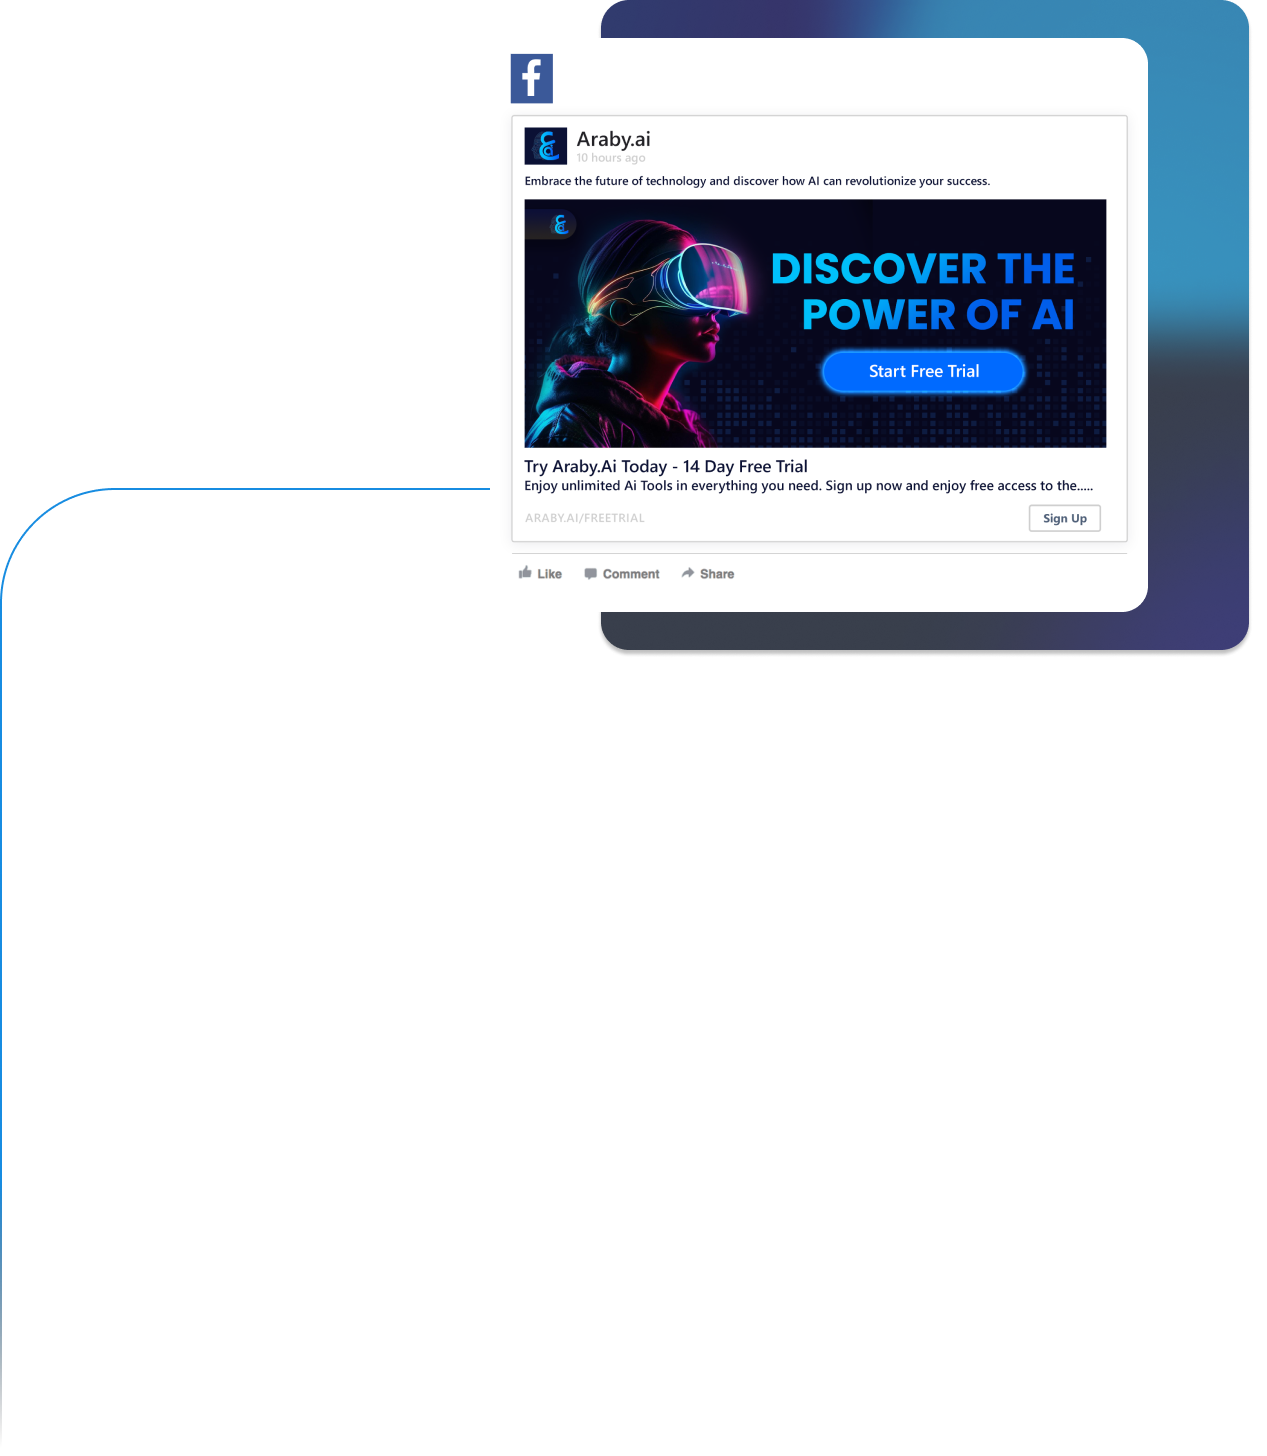 Araby.ai
10 hours ago
Embrace the future of technology and discover how AI can revolutionize your success.
DISCOVER THE
POWER OF AI
Start Free Trial
Try Araby.Ai Today - 14 Day Free Trial
Enjoy unlimited Ai Tools in everything you need. Sign up now and enjoy free access to the.....
ARABY.AI/FREETRIAL
Sign Up
Like Comment Share